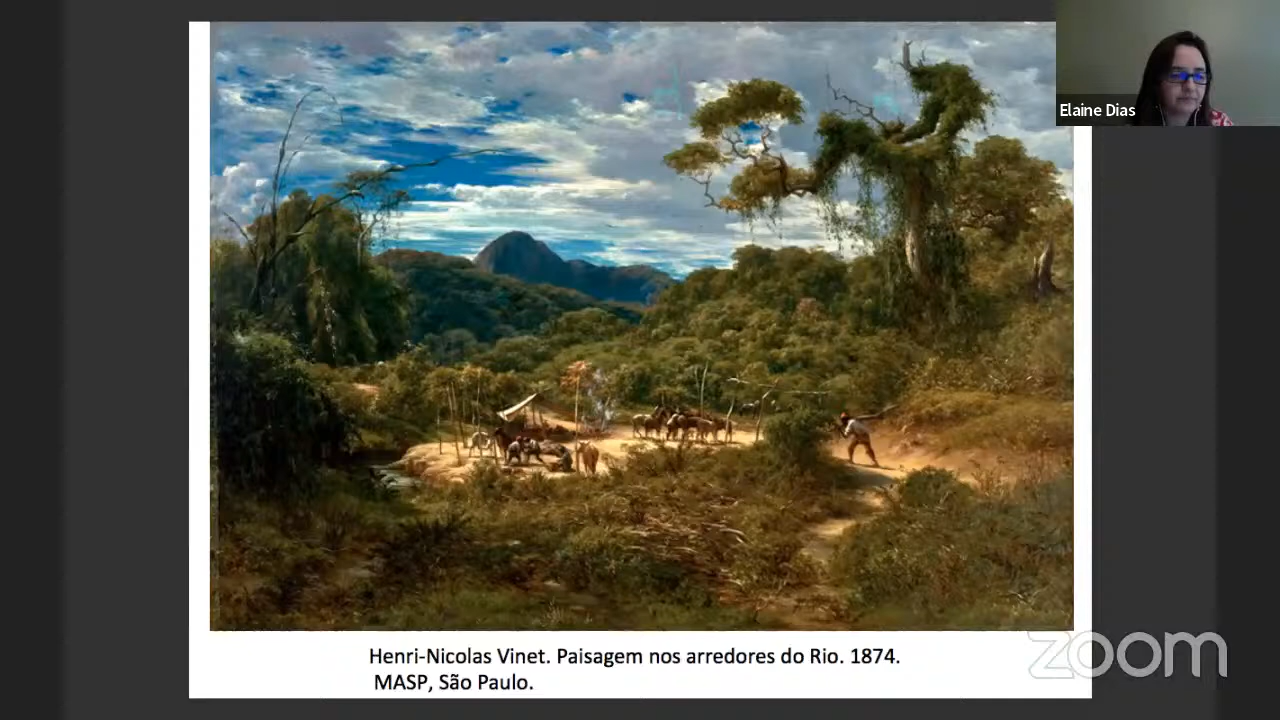 Elaine Dias
Henri-Nicolas Vinet. Paisagem nos arredores do Rio. 1874.
MASP, São Paulo.
zoom